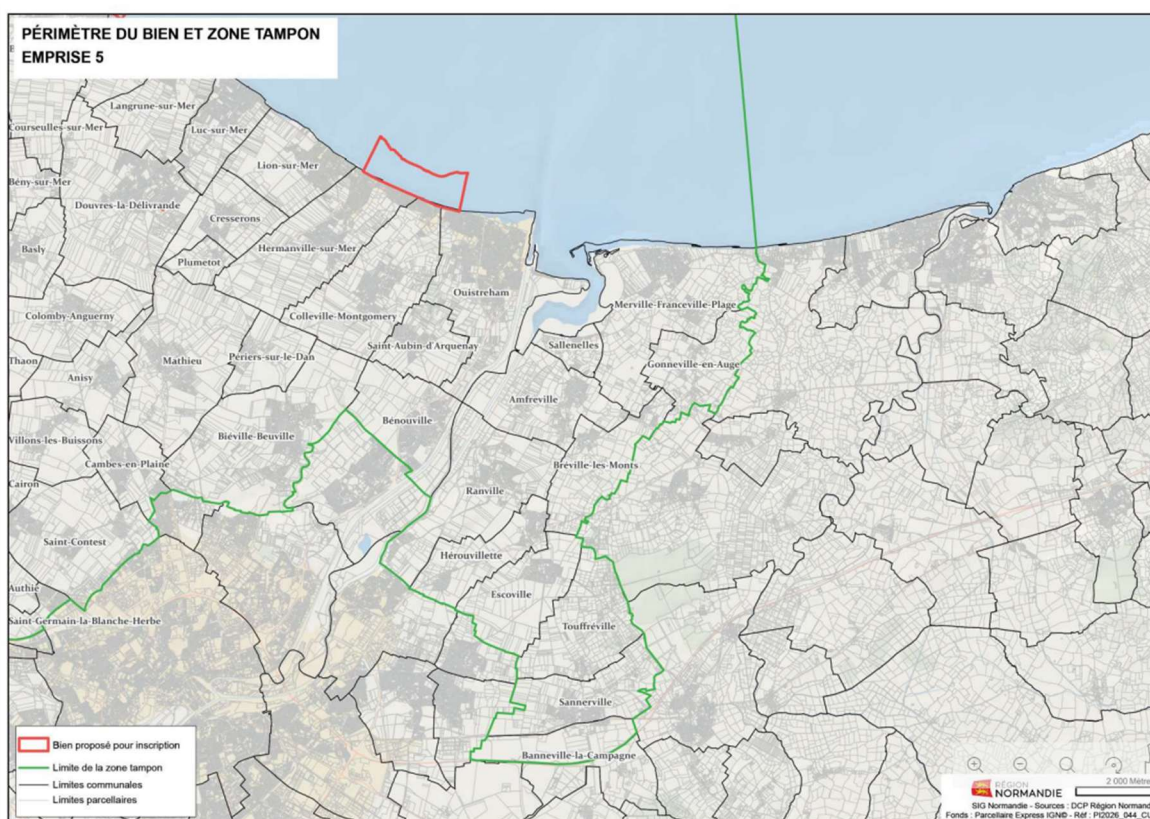 PÉRIMÈTRE DU BIEN ET ZONE TAMPON
EMPRISE 5
Langrune-sur-Mer
Courseulles-sur-Mer
Luc-sur-Mer
Lion-sur-Mer
Bény-sur-Mer
Douvres-la-Délivrande
Cresserons
Basly
Hermanville-sur-Mer
Plumetot
Ouistreham
Merville-Franceville-Plage
Colomby-Anguerny
Colleville-Montgomery
Saint-Aubin-d'Arquenay
Sallenelles
Thaon
Mathieu
Périers-sur-le-Dan
Gonneville-en-Auge
Anisy
Amfreville
Bénouville
Villons-les-Buissons
Biéville-Beuville
Cambes-en-Plaine
Bréville-les-Monts
Cairon
Ranville
Saint-Contest
Hérouvillette
Authie
Escoville
Saint-Germain-la-Blanche-Herbe
Touffréville
Sannerville
Banneville-la-Campagne
Bien proposé pour inscription
Limite de la zone tampon
Limites communales
Limites parcellaires
RÉGION
NORMANDIE
2 000 Mètre
SIG Normandie - Sources : DCP Région Normand
Fonds : Parcellaire Express IGN© - Réf : PI2026_044_CU